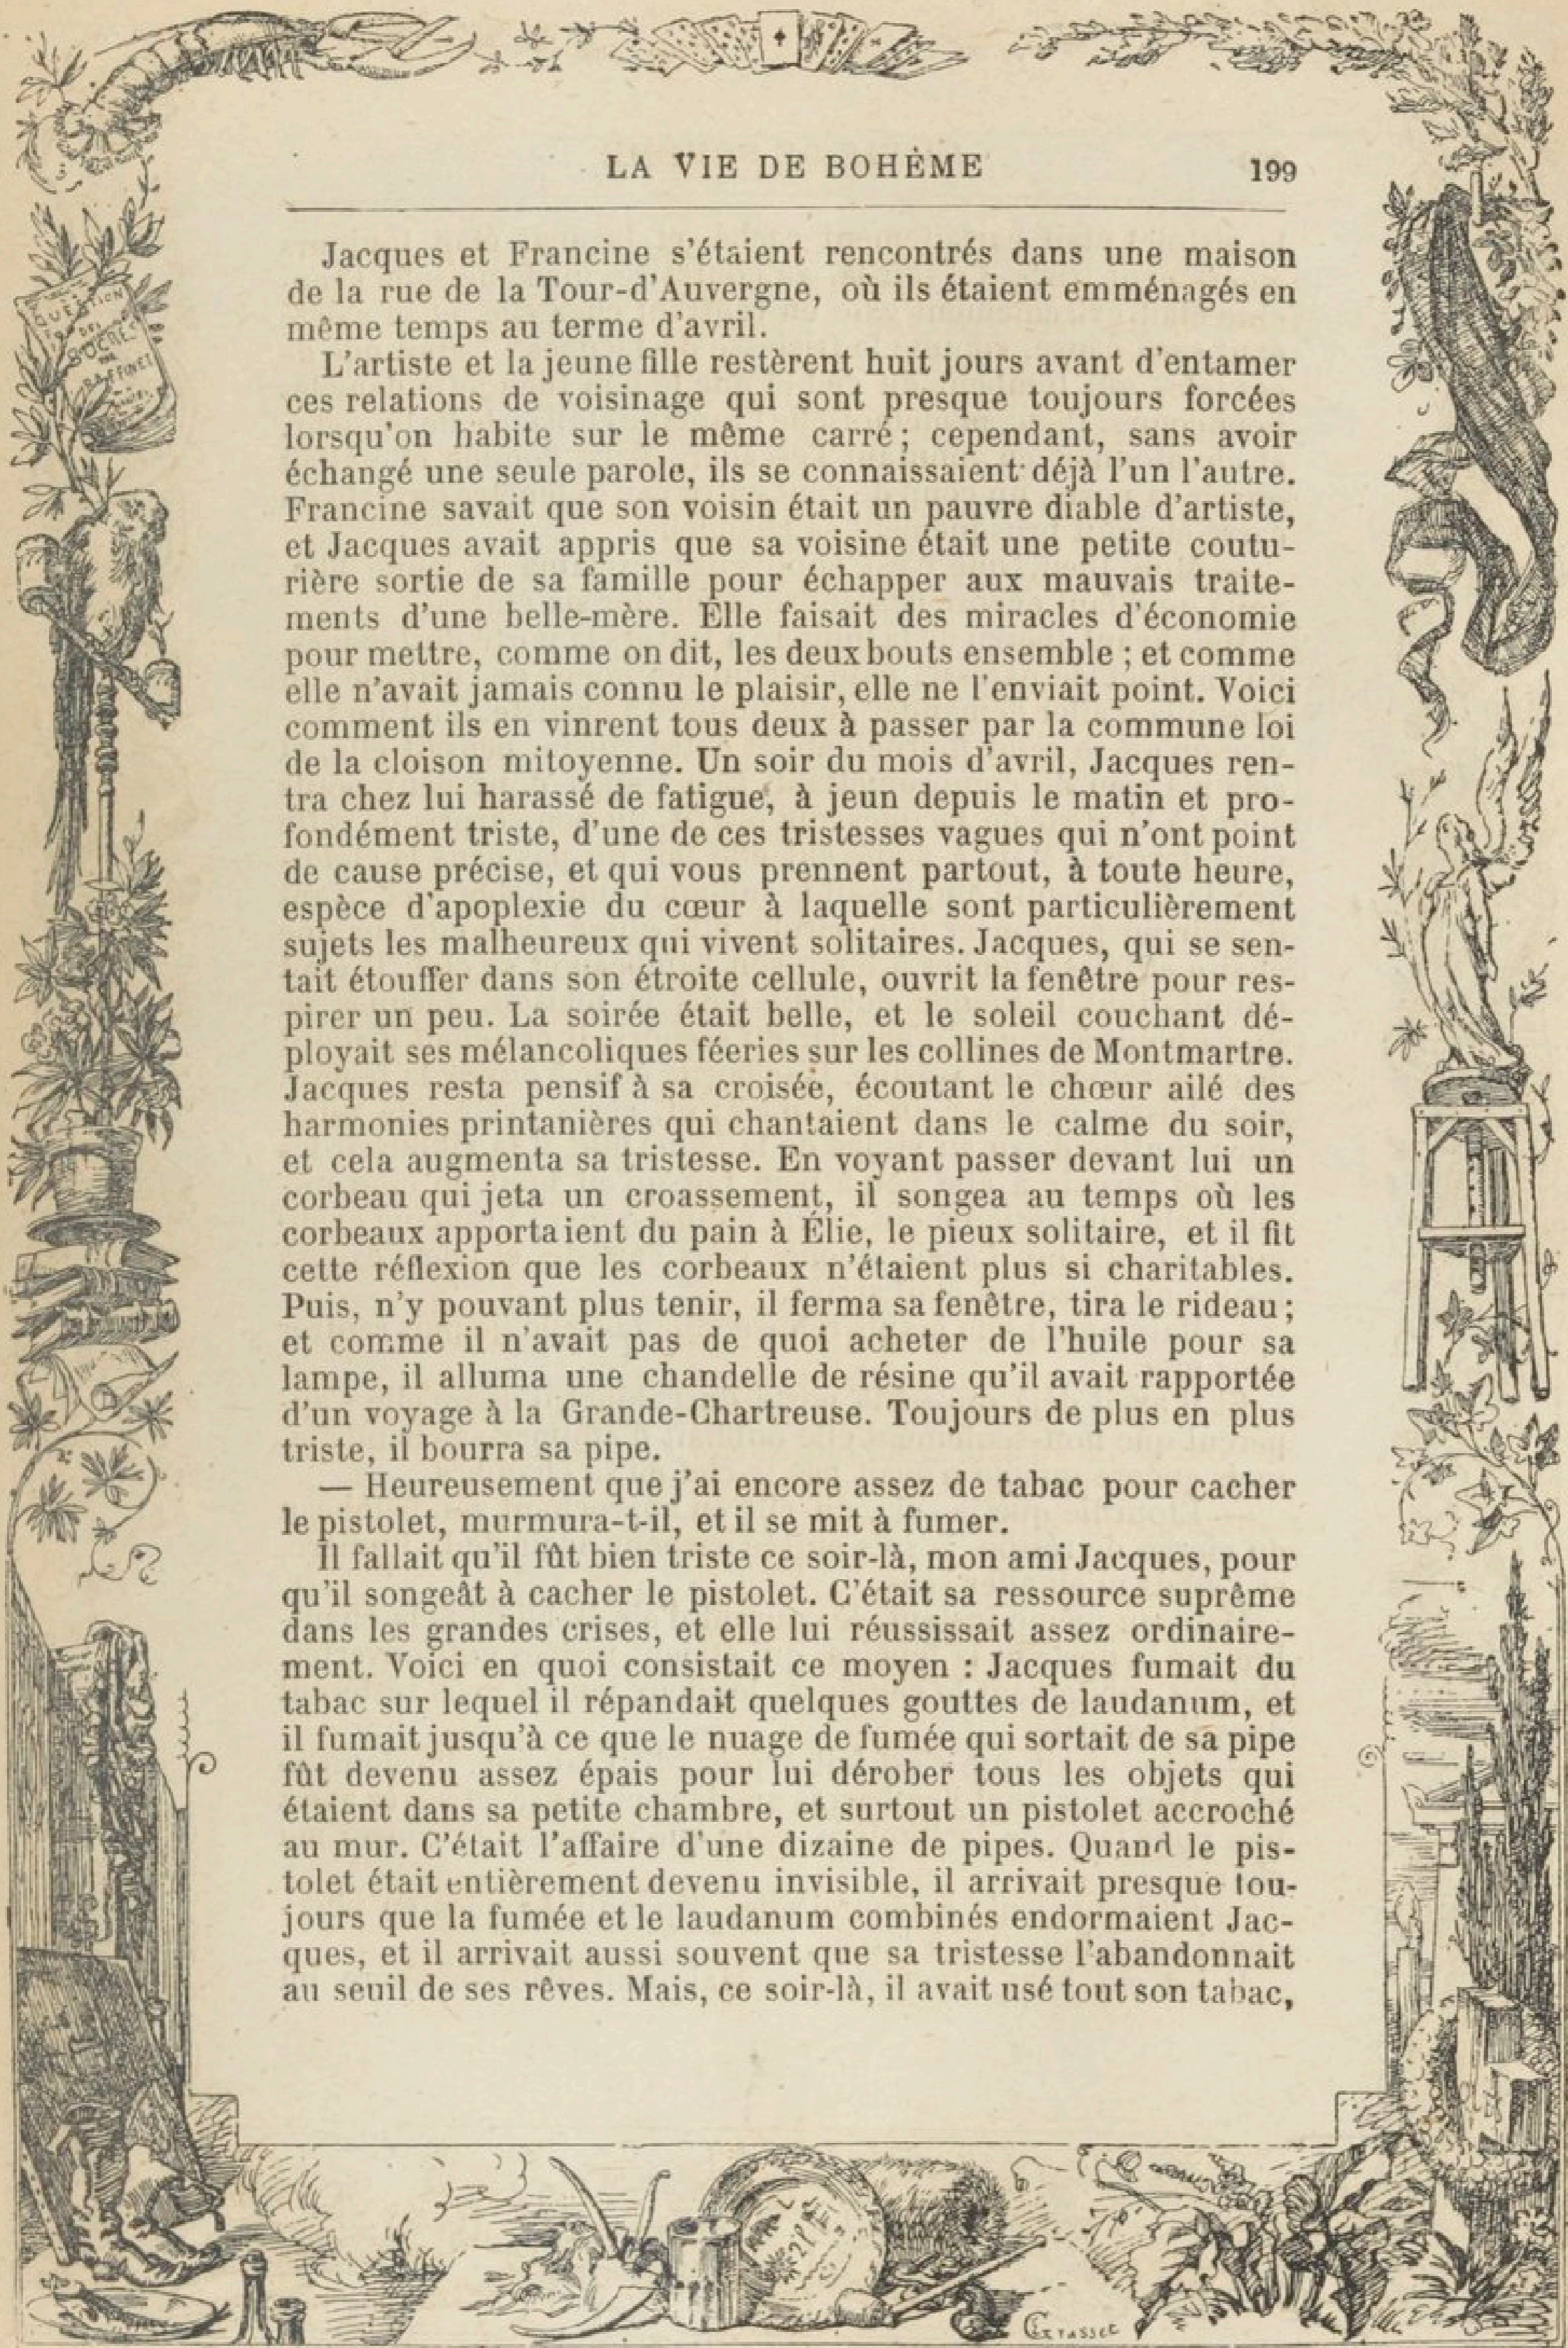 LA VIE DE BOHÈME 199
Jacques et Francine s'étaient rencontrés dans une maison
de la rue de la Tour-d'Auvergne, où ils étaient emménagés en
même temps au terme d'avril.
L'artiste et la jeune fille restèrent huit jours avant d'entamer
ces relations de voisinage qui sont presque toujours forcées
lorsqu'on habite sur le même carré ; cependant, sans avoir
échangé une seule parole, ils se connaissaient déjà l'un l'autre.
Francine savait que son voisin était un pauvre diable d'artiste,
et Jacques avait appris que sa voisine était une petite coutu-
rière sortie de sa famille pour échapper aux mauvais traite-
ments d'une belle-mère. Elle faisait des miracles d'économie
pour mettre, comme on dit, les deux bouts ensemble ; et comme
elle n'avait jamais connu le plaisir, elle ne l'enviait point. Voici
comment ils en vinrent tous deux à passer par la commune loi
de la cloison mitoyenne. Un soir du mois d'avril, Jacques ren-
tra chez lui harassé de fatigue, à jeun depuis le matin et pro-
fondément triste, d'une de ces tristesses vagues qui n'ont point
de cause précise, et qui vous prennent partout, à toute heure,
espèce d'apoplexie du cœur à laquelle sont particulièrement
sujets les malheureux qui vivent solitaires. Jacques, qui se sen-
tait étouffer dans son étroite cellule, ouvrit la fenêtre pour res-
pirer un peu. La soirée était belle, et le soleil couchant dé-
ployait ses mélancoliques féeries sur les collines de Montmartre.
Jacques resta pensif à sa croisée, écoutant le chœur ailé des
harmonies printanières qui chantaient dans le calme du soir,
et cela augmenta sa tristesse. En voyant passer devant lui un
corbeau qui jeta un croassement, il songea au temps où les
corbeaux apportaient du pain à Élie, le pieux solitaire, et il fit
cette réflexion que les corbeaux n'étaient plus si charitables.
Puis, n'y pouvant plus tenir, il ferma sa fenêtre, tira le rideau ;
et comme il n'avait pas de quoi acheter de l'huile pour sa
lampe, il alluma une chandelle de résine qu'il avait rapportée
d'un voyage à la Grande-Chartreuse. Toujours de plus en plus
triste, il bourra sa pipe.
— Heureusement que j'ai encore assez de tabac pour cacher
le pistolet, murmura-t-il, et il se mit à fumer.
Il fallait qu'il fût bien triste ce soir-là, mon ami Jacques, pour
qu'il songeât à cacher le pistolet. C'était sa ressource suprême
dans les grandes crises, et elle lui réussissait assez ordinaire-
ment. Voici en quoi consistait ce moyen : Jacques fumait du
tabac sur lequel il répandait quelques gouttes de laudanum, et
il fumait jusqu'à ce que le nuage de fumée qui sortait de sa pipe
fût devenu assez épais pour lui dérober tous les objets qui
étaient dans sa petite chambre, et surtout un pistolet accroché
au mur. C'était l'affaire d'une dizaine de pipes. Quand le pis-
tolet était entièrement devenu invisible, il arrivait presque tou-
jours que la fumée et le laudanum combinés endormaient Jac-
ques, et il arrivait aussi souvent que sa tristesse l'abandonnait
au seuil de ses rêves. Mais, ce soir-là, il avait usé tout son tabac,
QUESTION
DES
SUCRES
PAR
RAFFINET
Grasset